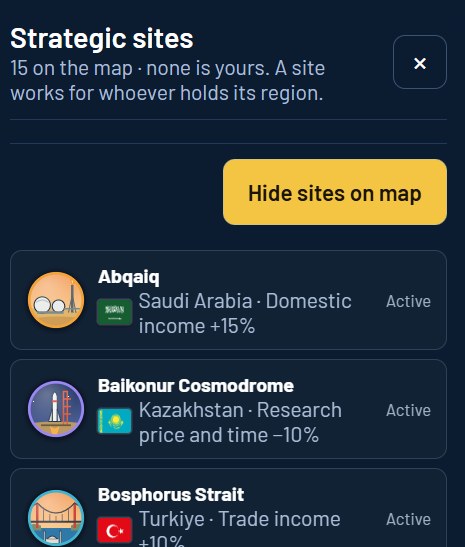 Strategic sites
15 on the map · none is yours. A site
works for whoever holds its region.
×
Hide sites on map
Abqaiq
Saudi Arabia · Domestic
income +15%
Active
Baikonur Cosmodrome
Kazakhstan · Research
price and time −10%
Active
Bosphorus Strait
Turkiye · Trade income
+10%
Active